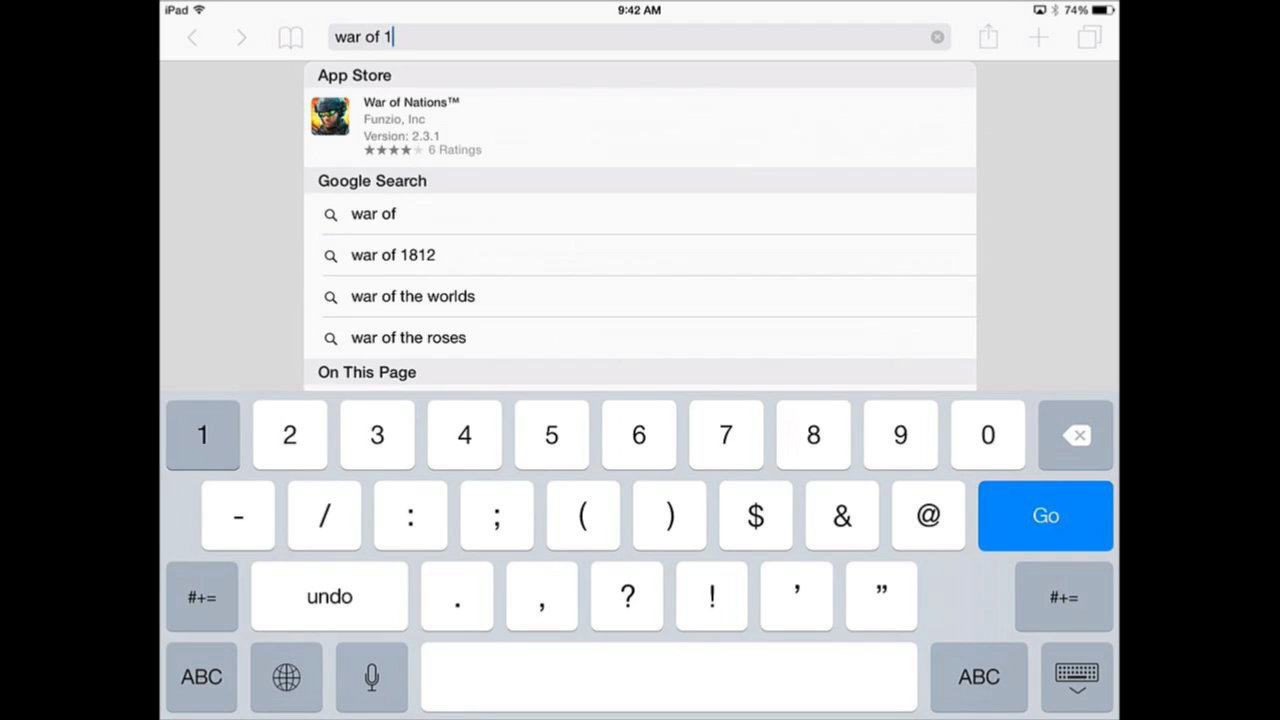 iPad 9:42 AM 74%
war of 1
App Store
War of Nations™
Funzio, Inc
Version: 2.3.1
★★★★★ 6 Ratings
Google Search
war of
war of 1812
war of the worlds
war of the roses
On This Page
1 2 3 4 5 6 7 8 9 0
- / : ; ( ) $ & @ Go
#+= undo . , ? ! ’ ” #+=
ABC ABC